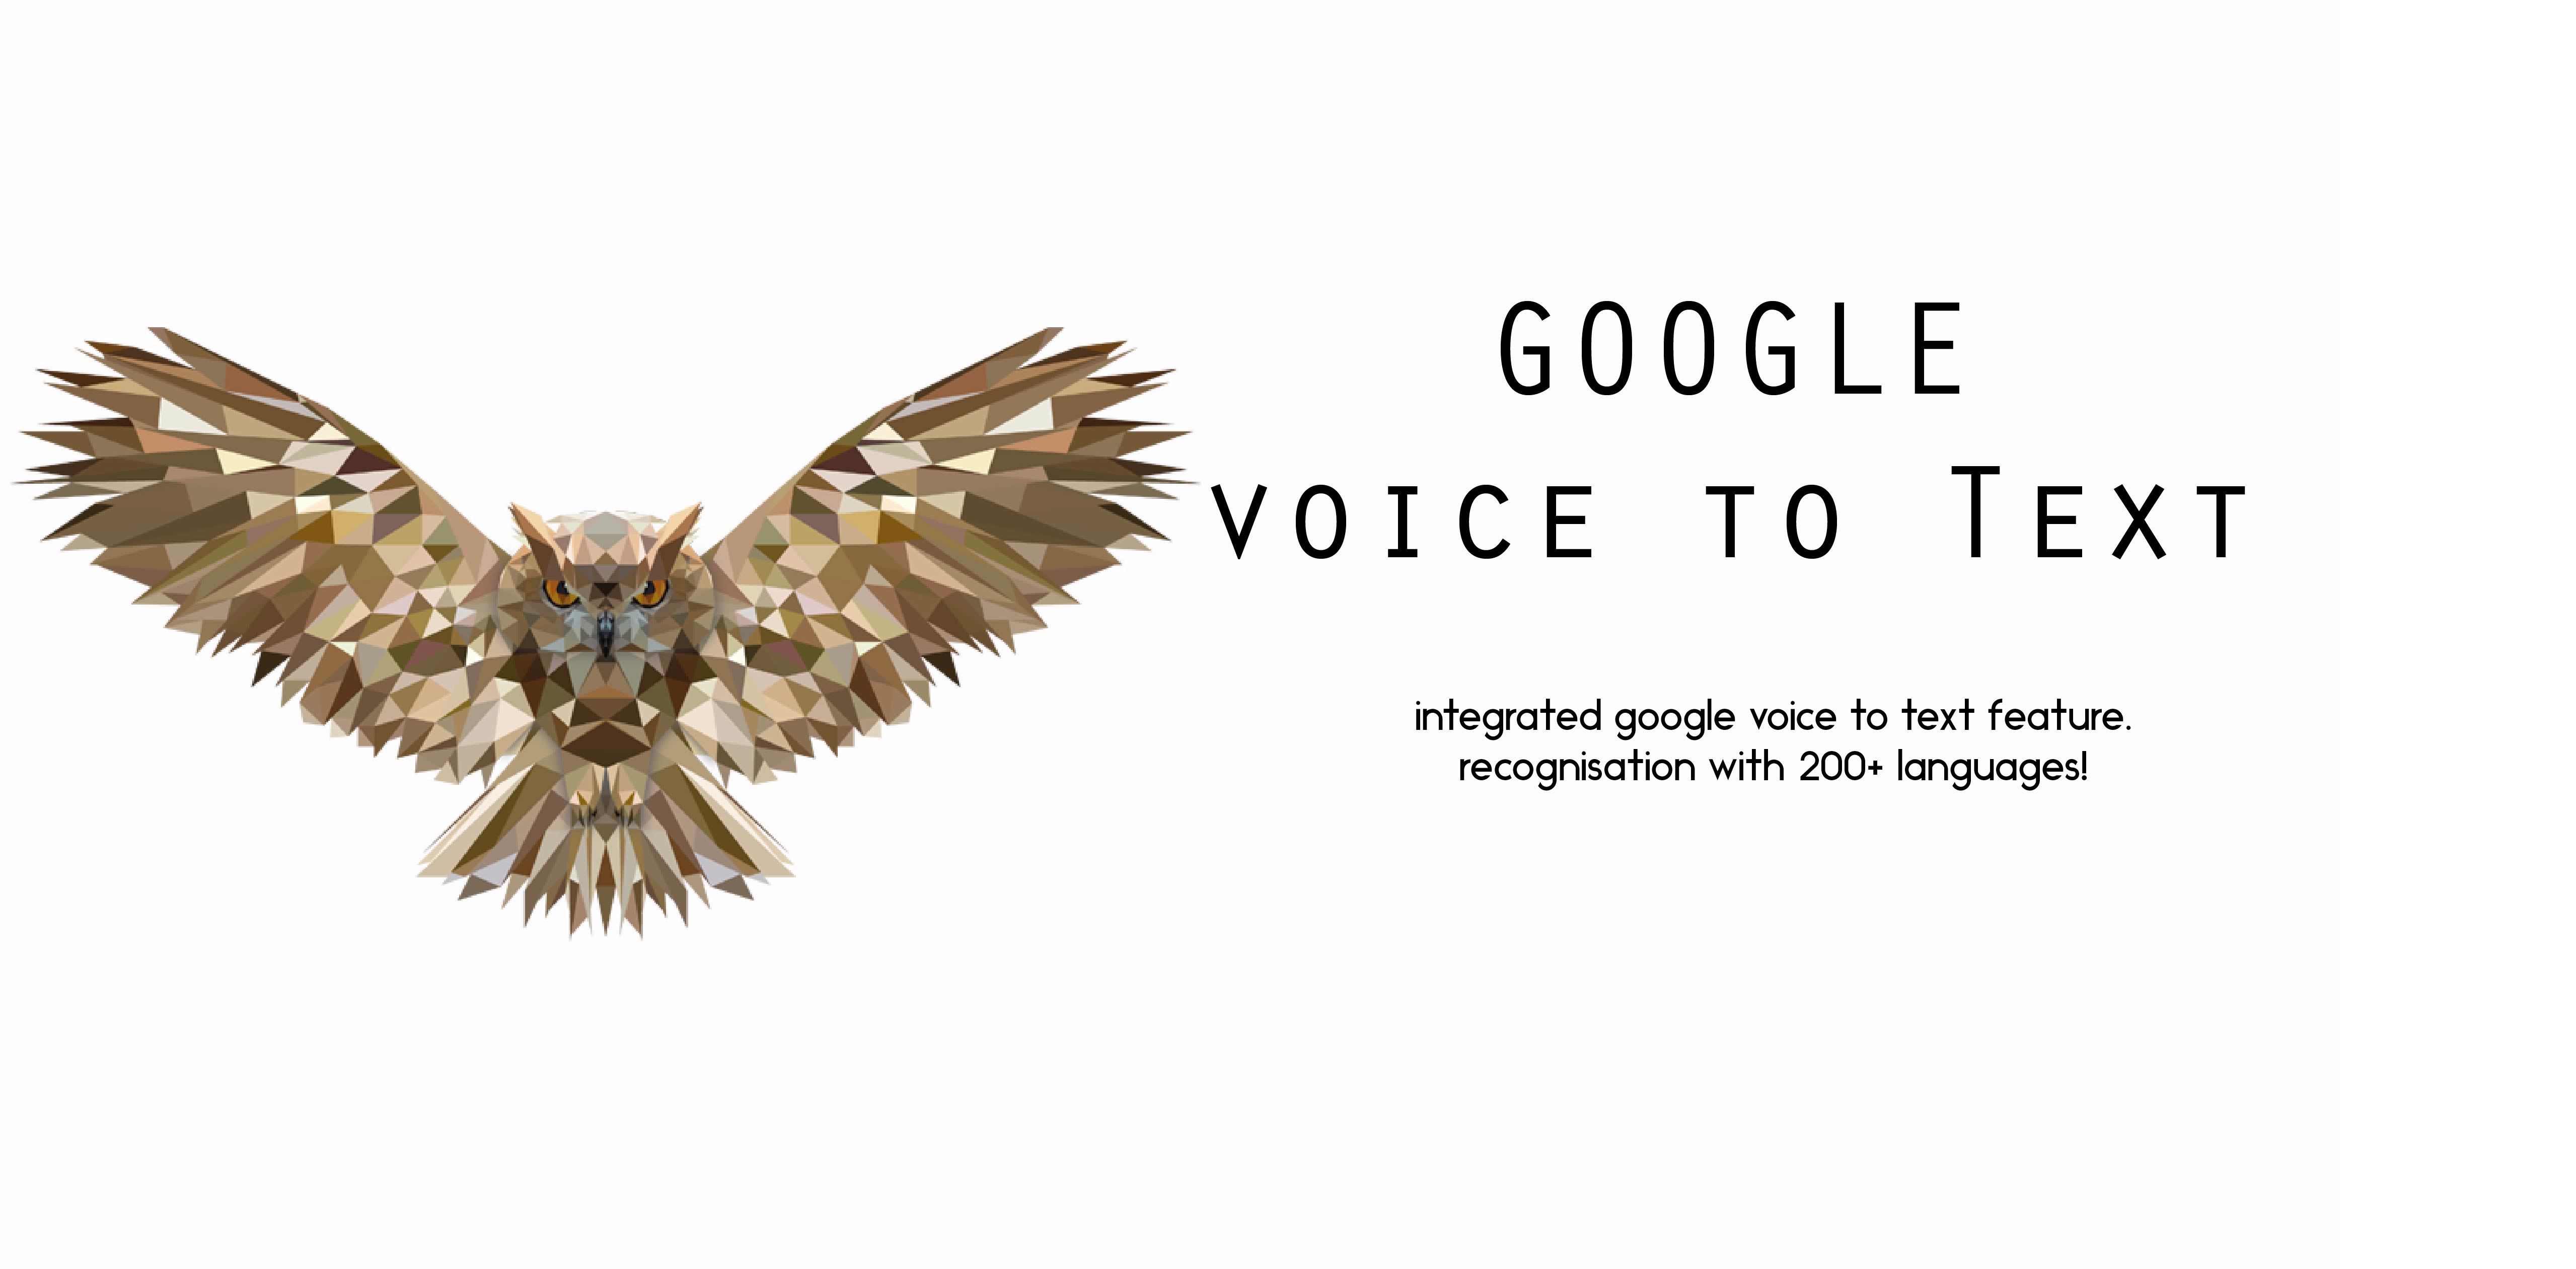 GOOGLE
VOICE TO TEXT
integrated google voice to text feature.
recognisation with 200+ languages!